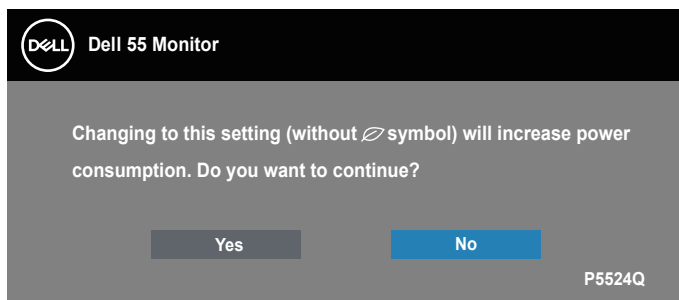 DELL Dell 55 Monitor
Changing to this setting (without symbol) will increase power
consumption. Do you want to continue?
Yes No
P5524Q